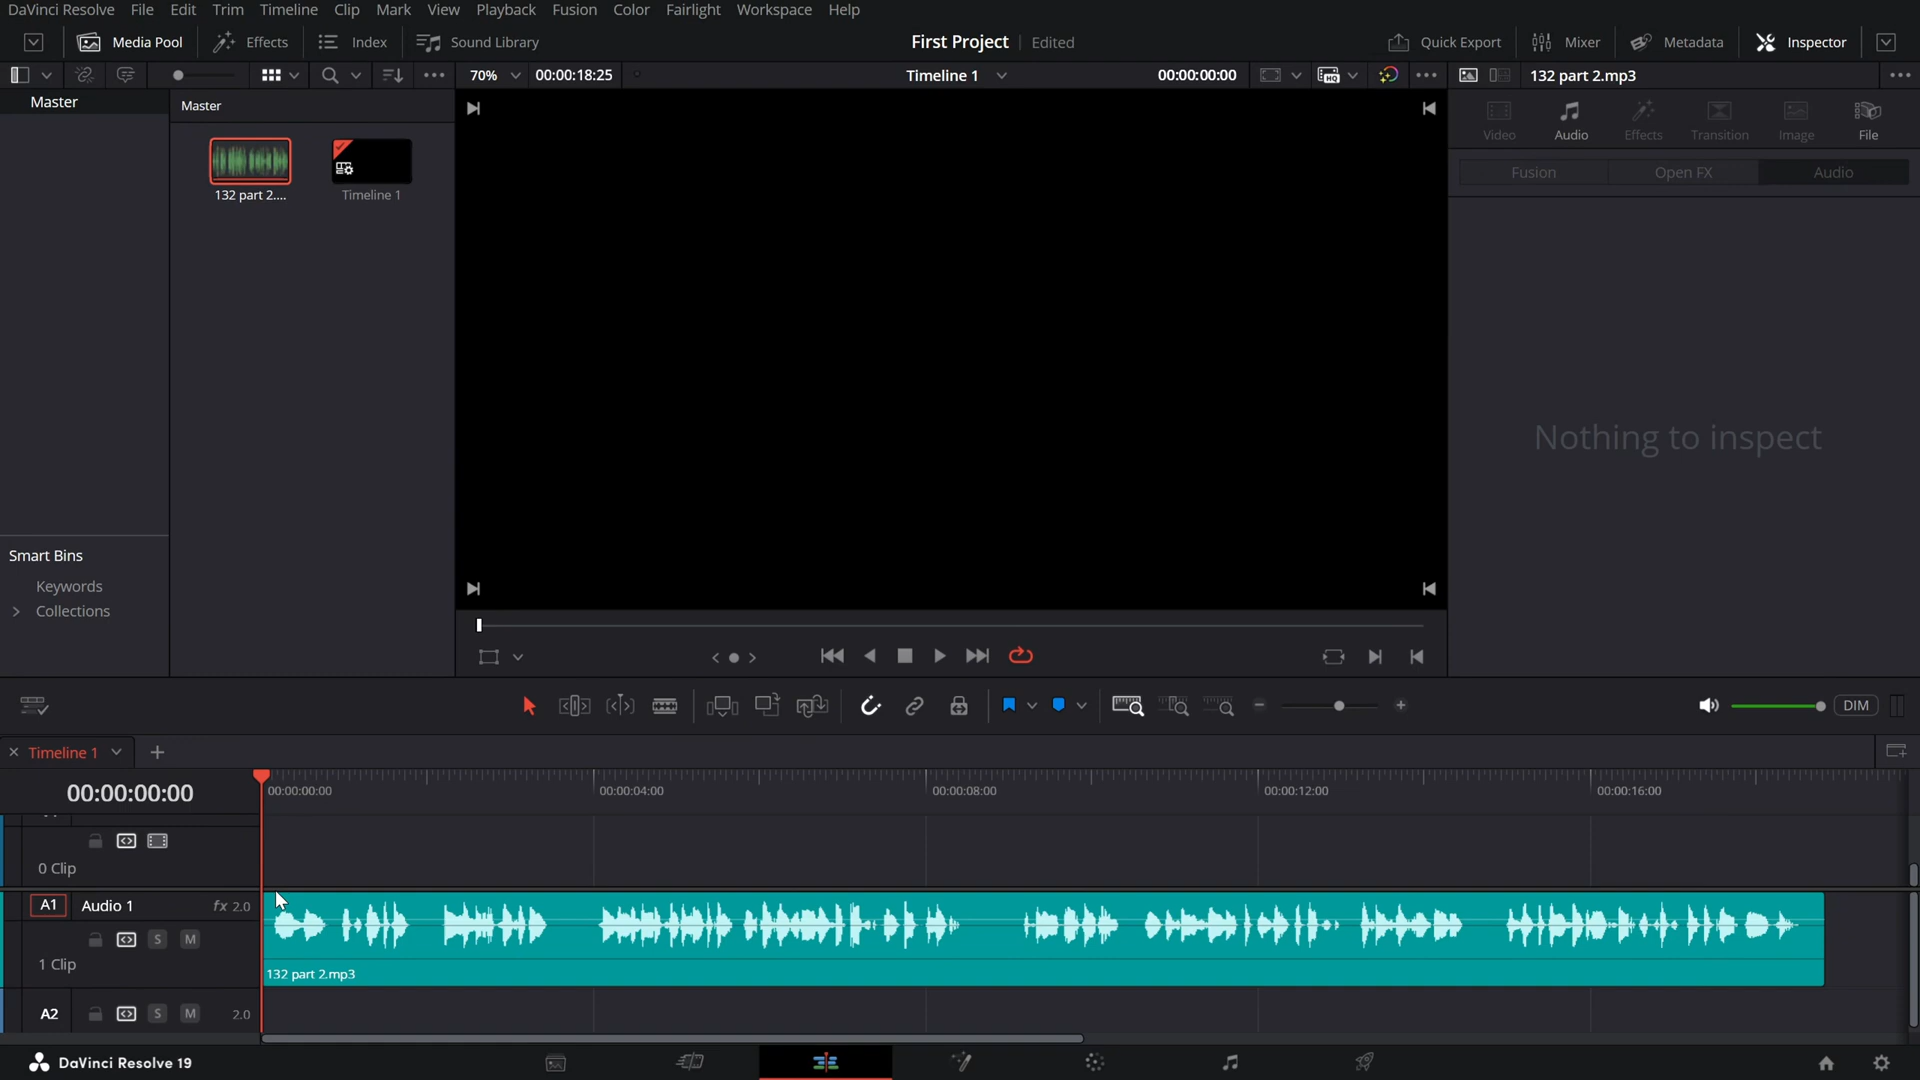 DaVinci Resolve File Edit Trim Timeline Clip Mark View Playback Fusion Color Fairlight Workspace Help
Media Pool Effects Index Sound Library First Project Edited Quick Export Mixer Metadata Inspector
70% 00:00:18:25 Timeline 1 00:00:00:00 HQ 132 part 2.mp3
Master Master
Video Audio Effects Transition Image File
Fusion Open FX Audio
132 part 2.... Timeline 1
Nothing to inspect
Smart Bins
Keywords
Collections
DIM
Timeline 1
00:00:00:00 00:00:00:00 00:00:04:00 00:00:08:00 00:00:12:00 00:00:16:00
0 Clip
A1 Audio 1 fx 2.0
S M
1 Clip
132 part 2.mp3
A2 S M 2.0
DaVinci Resolve 19